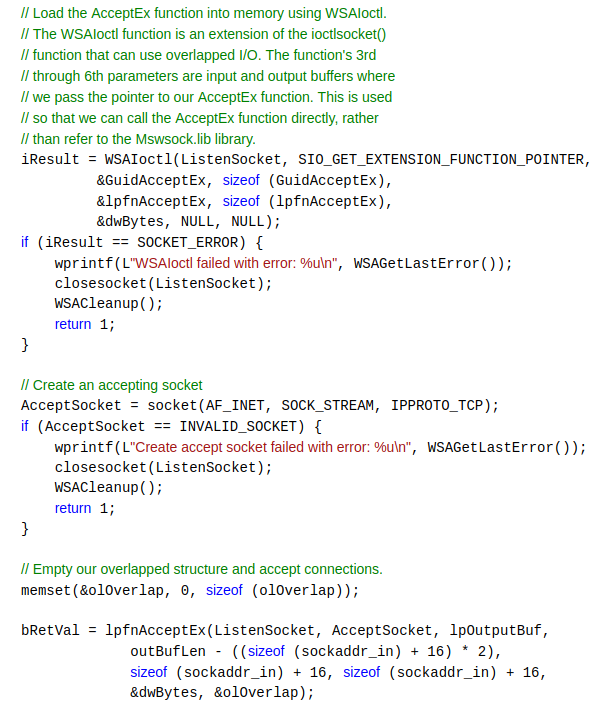 // Load the AcceptEx function into memory using WSAIoctl.
// The WSAIoctl function is an extension of the ioctlsocket()
// function that can use overlapped I/O. The function's 3rd
// through 6th parameters are input and output buffers where
// we pass the pointer to our AcceptEx function. This is used
// so that we can call the AcceptEx function directly, rather
// than refer to the Mswsock.lib library.
iResult = WSAIoctl(ListenSocket, SIO_GET_EXTENSION_FUNCTION_POINTER,
         &GuidAcceptEx, sizeof (GuidAcceptEx),
         &lpfnAcceptEx, sizeof (lpfnAcceptEx),
         &dwBytes, NULL, NULL);
if (iResult == SOCKET_ERROR) {
    wprintf(L"WSAIoctl failed with error: %u\n", WSAGetLastError());
    closesocket(ListenSocket);
    WSACleanup();
    return 1;
}

// Create an accepting socket
AcceptSocket = socket(AF_INET, SOCK_STREAM, IPPROTO_TCP);
if (AcceptSocket == INVALID_SOCKET) {
    wprintf(L"Create accept socket failed with error: %u\n", WSAGetLastError());
    closesocket(ListenSocket);
    WSACleanup();
    return 1;
}

// Empty our overlapped structure and accept connections.
memset(&olOverlap, 0, sizeof (olOverlap));

bRetVal = lpfnAcceptEx(ListenSocket, AcceptSocket, lpOutputBuf,
             outBufLen - ((sizeof (sockaddr_in) + 16) * 2),
             sizeof (sockaddr_in) + 16, sizeof (sockaddr_in) + 16,
             &dwBytes, &olOverlap);